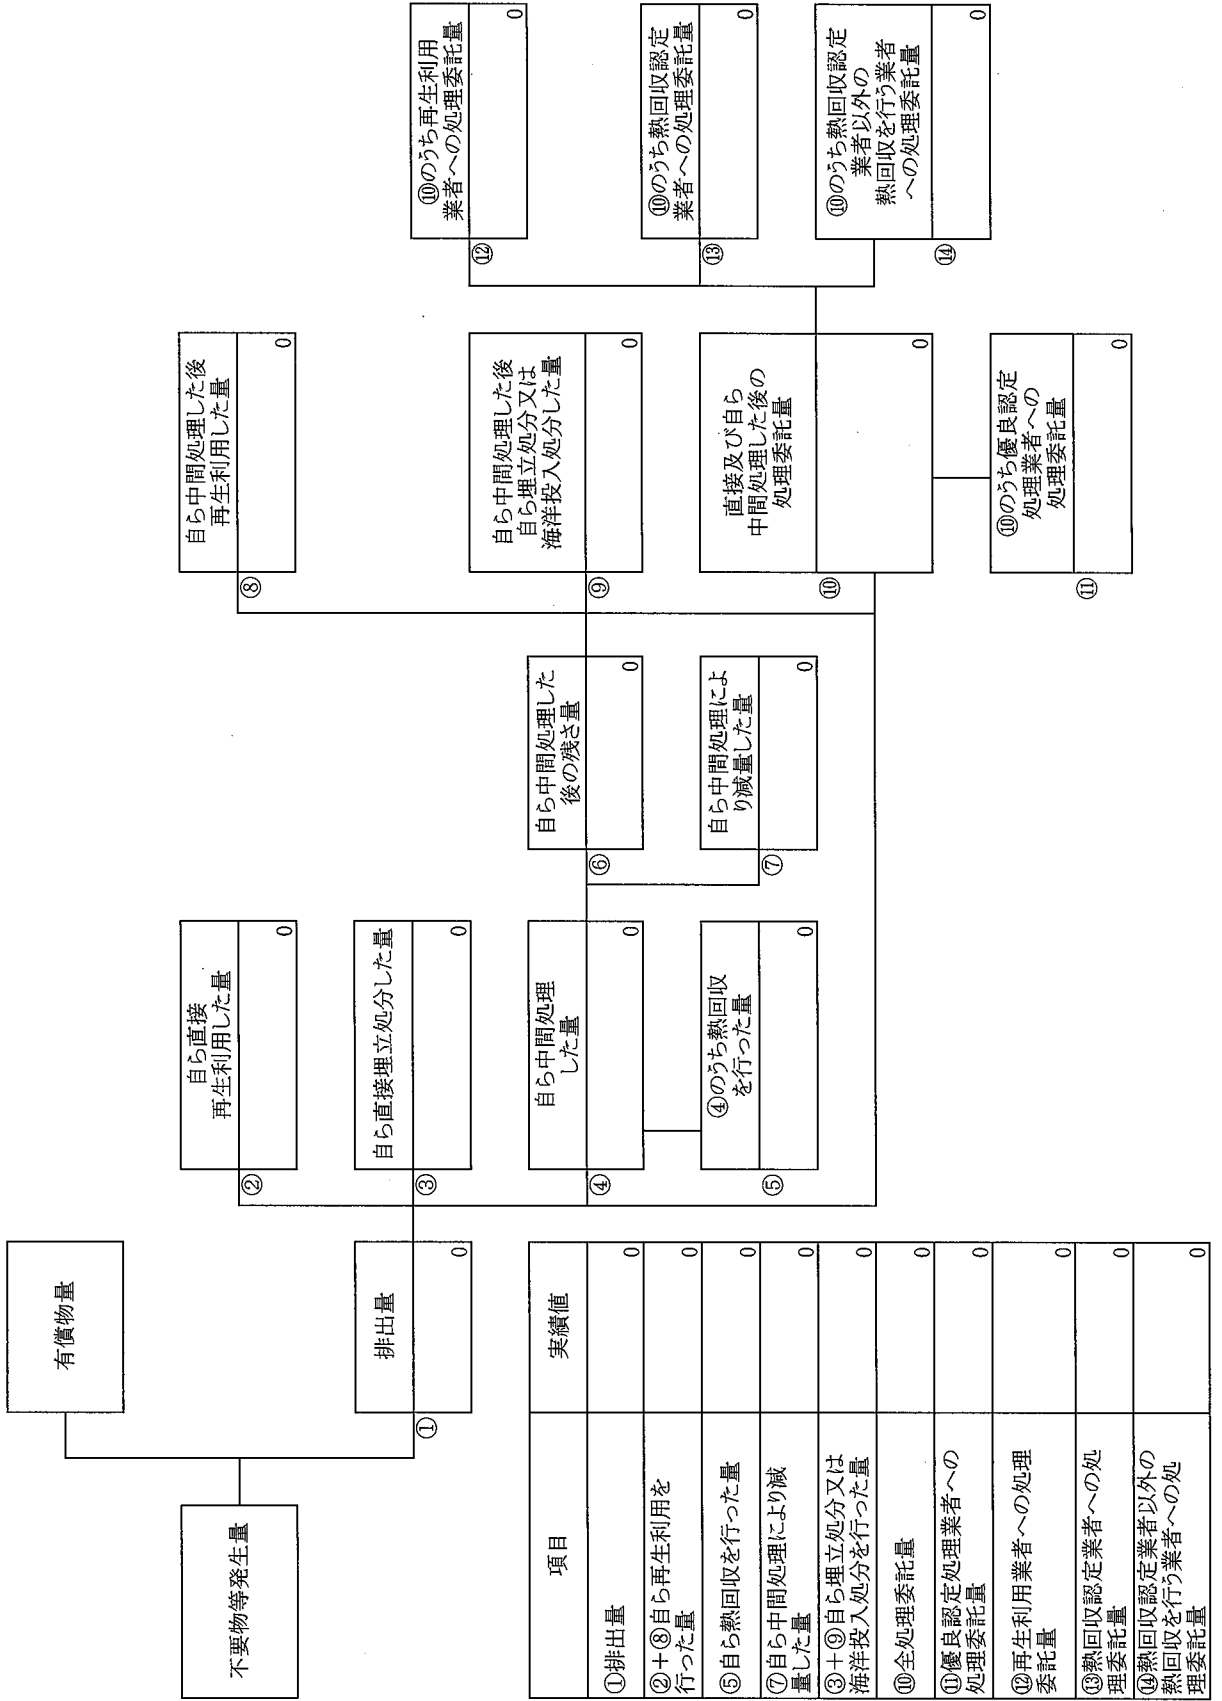 不要物等発生量
有償物量
排出量
①
0
自ら直接
再生利用した量
②
0
自ら直接埋立処分した量
③
0
自ら中間処理
した量
④
0
④のうち熱回収
を行った量
⑤
0
自ら中間処理した
後の残さ量
⑥
0
自ら中間処理によ
り減量した量
⑦
0
自ら中間処理した後
再生利用した量
⑧
0
自ら中間処理した後
自ら埋立処分又は
海洋投入処分した量
⑨
0
直接及び自ら
中間処理した後の
処理委託量
⑩
0
⑩のうち優良認定
処理業者への
処理委託量
⑪
0
⑩のうち再生利用
業者への処理委託量
⑫
0
⑩のうち熱回収認定
業者への処理委託量
⑬
0
⑩のうち熱回収認定
業者以外の
熱回収を行う業者
への処理委託量
⑭
0
項目 実績値
①排出量 0
②+⑧自ら再生利用を
行った量 0
⑤自ら熱回収を行った量 0
⑦自ら中間処理により減
量した量 0
③+⑨自ら埋立処分又は
海洋投入処分を行った量 0
⑩全処理委託量 0
⑪優良認定処理業者への
処理委託量 0
⑫再生利用業者への処理
委託量 0
⑬熱回収認定業者への処
理委託量 0
⑭熱回収認定業者以外の
熱回収を行う業者への処
理委託量 0